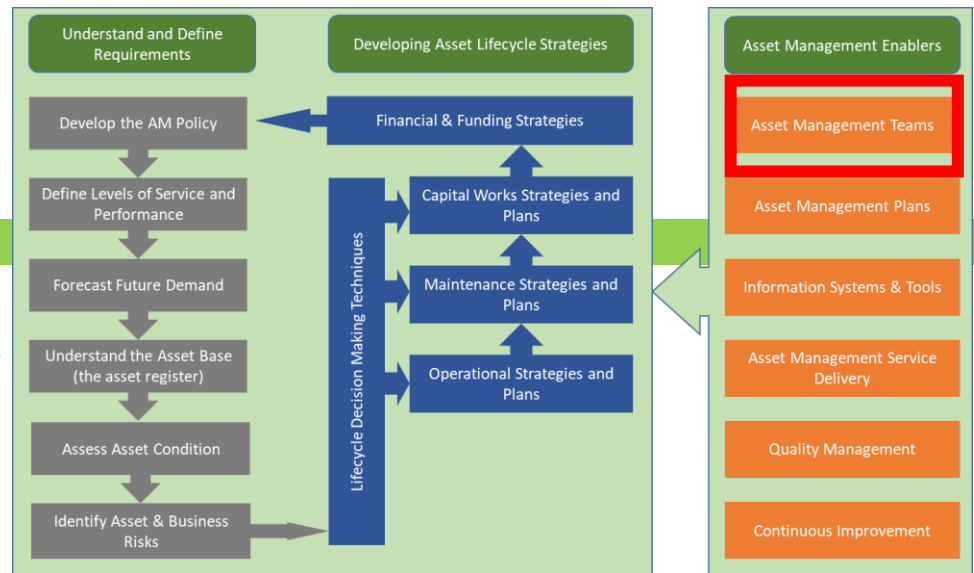 Understand and Define
Requirements
Developing Asset Lifecycle Strategies
Asset Management Enablers
Develop the AM Policy
Define Levels of Service and
Performance
Forecast Future Demand
Understand the Asset Base
(the asset register)
Assess Asset Condition
Identify Asset & Business
Risks
Lifecycle Decision Making Techniques
Financial & Funding Strategies
Capital Works Strategies and
Plans
Maintenance Strategies and
Plans
Operational Strategies and
Plans
Asset Management Teams
Asset Management Plans
Information Systems & Tools
Asset Management Service
Delivery
Quality Management
Continuous Improvement